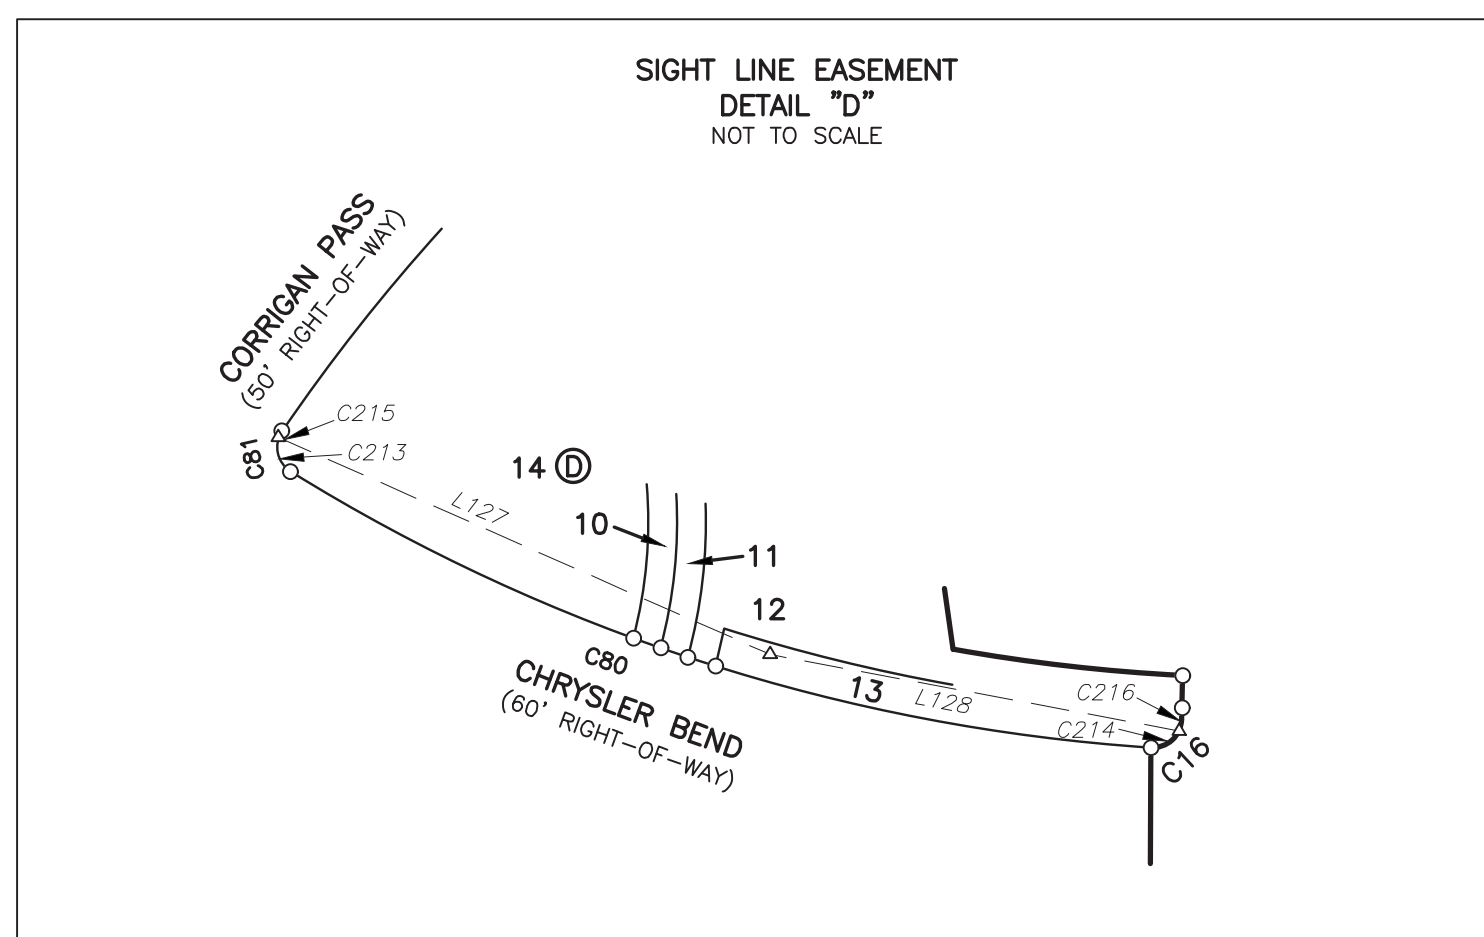 SIGHT LINE EASEMENT
DETAIL "D"
NOT TO SCALE
CORRIGAN PASS
(50' RIGHT-OF-WAY)
C215
C81
C213
14 D
L127
10
11
12
C80
13
L128
C216
C214
C16
CHRYSLER BEND
(60' RIGHT-OF-WAY)